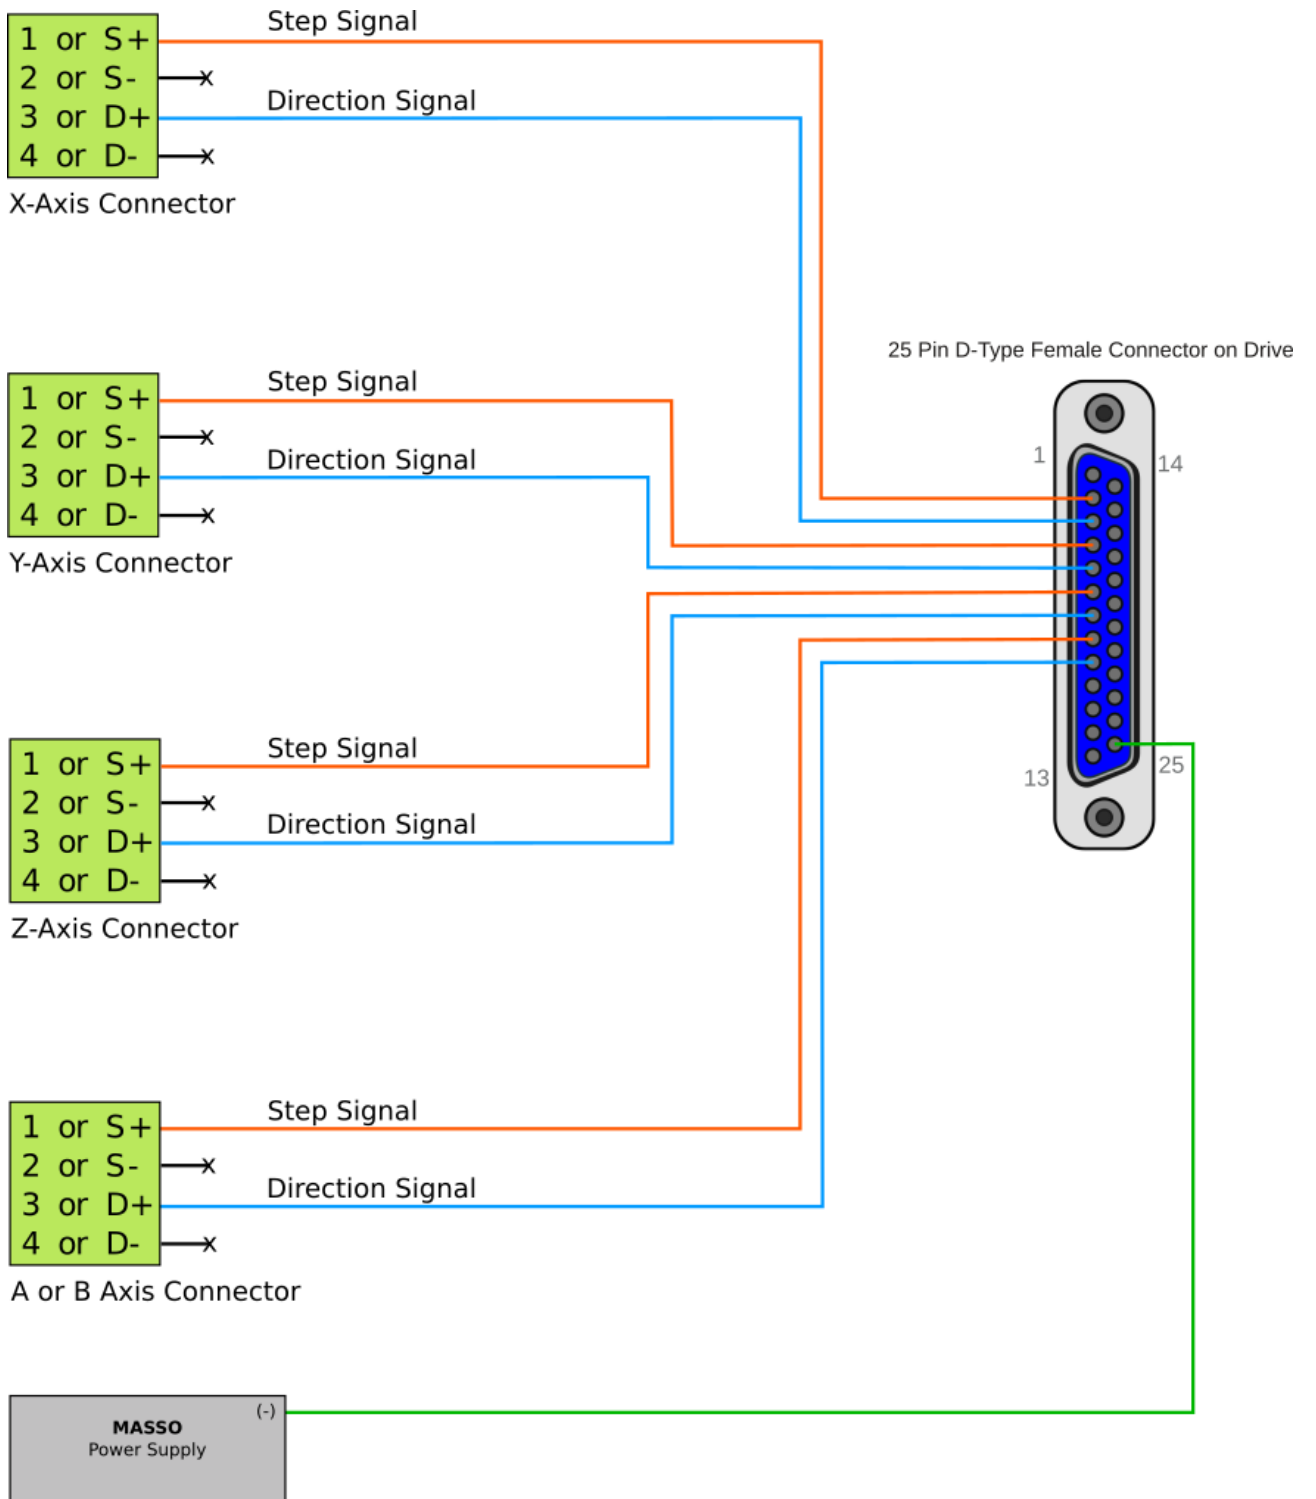 Step Signal
1 or S+
2 or S-
Direction Signal
3 or D+
4 or D-
X-Axis Connector
25 Pin D-Type Female Connector on Drive
Step Signal
1 or S+
2 or S-
Direction Signal
3 or D+
4 or D-
Y-Axis Connector
1
14
13
25
Step Signal
1 or S+
2 or S-
Direction Signal
3 or D+
4 or D-
Z-Axis Connector
Step Signal
1 or S+
2 or S-
Direction Signal
3 or D+
4 or D-
A or B Axis Connector
(-)
MASSO
Power Supply